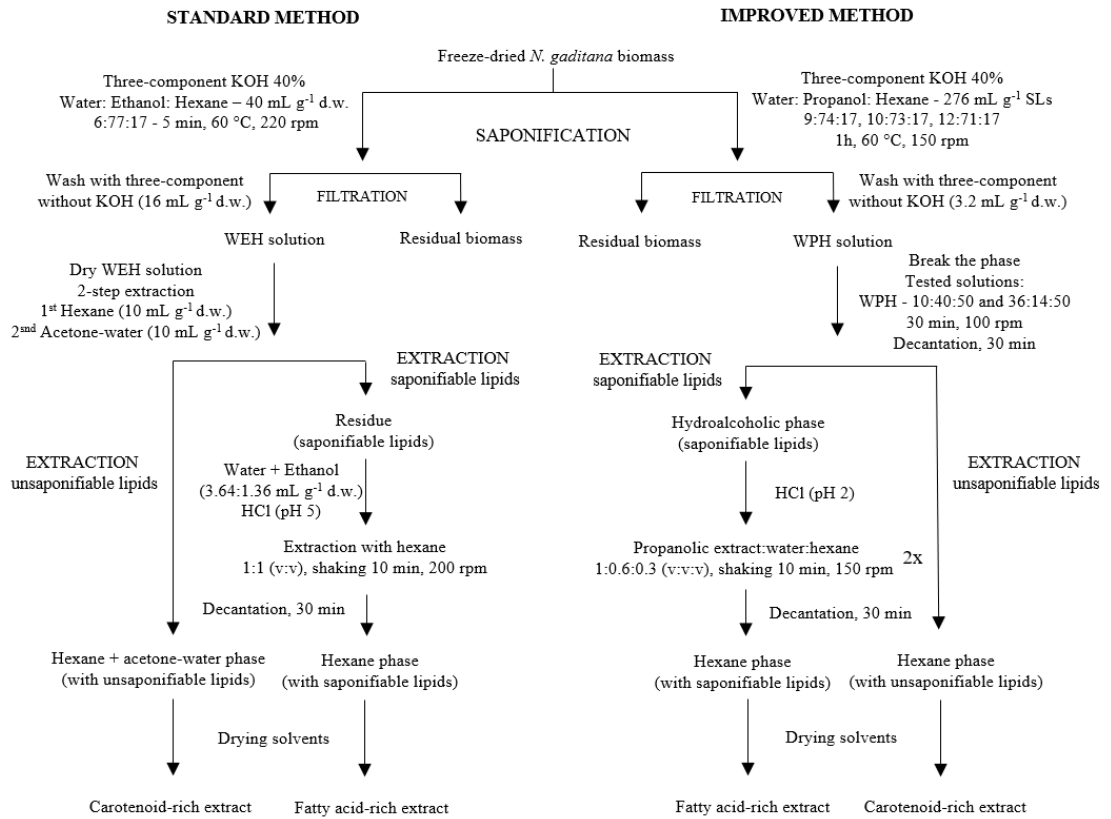 STANDARD METHOD
IMPROVED METHOD
Freeze-dried N. gaditana biomass
Three-component KOH 40%
Water: Ethanol: Hexane – 40 mL g-1 d.w.
6:77:17 - 5 min, 60 °C, 220 rpm
Three-component KOH 40%
Water: Propanol: Hexane - 276 mL g-1 SLs
9:74:17, 10:73:17, 12:71:17
1h, 60 °C, 150 rpm
SAPONIFICATION
Wash with three-component
without KOH (16 mL g-1 d.w.)
FILTRATION
WEH solution
Residual biomass
FILTRATION
Wash with three-component
without KOH (3.2 mL g-1 d.w.)
Residual biomass
WPH solution
Dry WEH solution
2-step extraction
1st Hexane (10 mL g-1 d.w.)
2snd Acetone-water (10 mL g-1 d.w.)
Break the phase
Tested solutions:
WPH - 10:40:50 and 36:14:50
30 min, 100 rpm
Decantation, 30 min
EXTRACTION
saponifiable lipids
EXTRACTION
saponifiable lipids
Residue
(saponifiable lipids)
Hydroalcoholic phase
(saponifiable lipids)
EXTRACTION
unsaponifiable lipids
Water + Ethanol
(3.64:1.36 mL g-1 d.w.)
HCl (pH 5)
HCl (pH 2)
EXTRACTION
unsaponifiable lipids
Extraction with hexane
1:1 (v:v), shaking 10 min, 200 rpm
Propanolic extract:water:hexane
1:0.6:0.3 (v:v:v), shaking 10 min, 150 rpm
2x
Decantation, 30 min
Decantation, 30 min
Hexane + acetone-water phase
(with unsaponifiable lipids)
Hexane phase
(with saponifiable lipids)
Hexane phase
(with saponifiable lipids)
Hexane phase
(with unsaponifiable lipids)
Drying solvents
Drying solvents
Carotenoid-rich extract
Fatty acid-rich extract
Fatty acid-rich extract
Carotenoid-rich extract